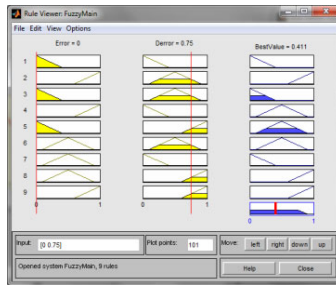 Rule Viewer: FuzzyMain
File Edit View Options
Error = 0 Derror = 0.75 BestValue = 0.411
1
2
3
4
5
6
7
8
9
0 1 0 1
0 1
Input: [0 0.75] Plot points: 101 Move: left right down up
Opened system FuzzyMain, 9 rules Help Close